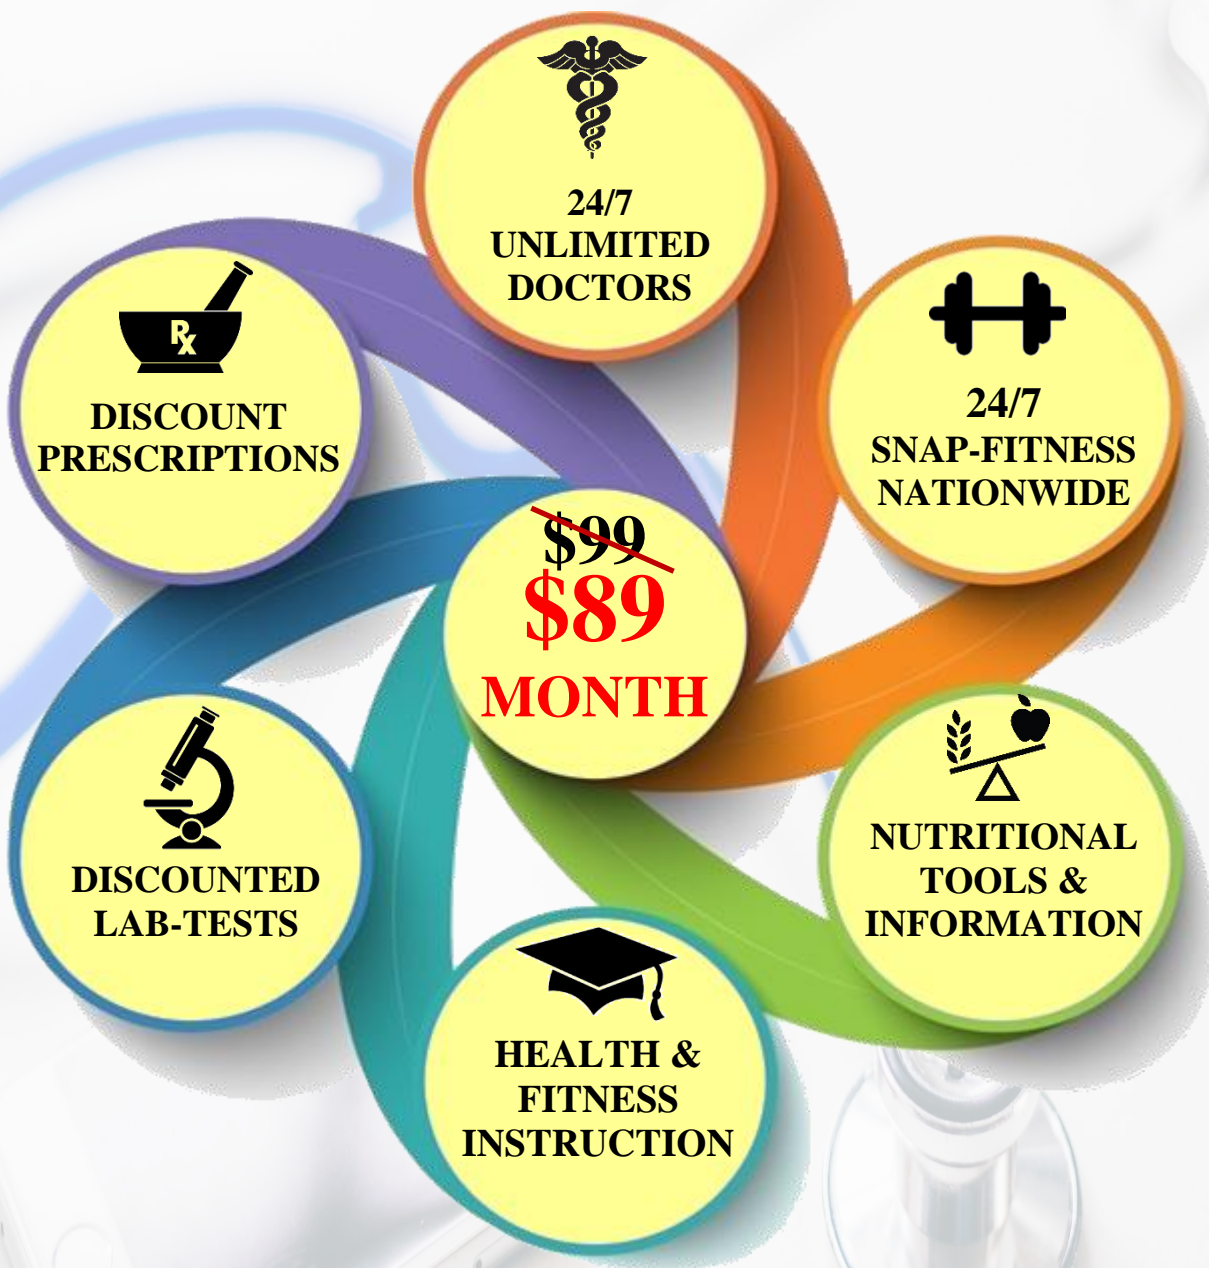 24/7
UNLIMITED
DOCTORS
24/7
SNAP-FITNESS
NATIONWIDE
Rx
DISCOUNT
PRESCRIPTIONS
$99
$89
MONTH
NUTRITIONAL
TOOLS &
INFORMATION
DISCOUNTED
LAB-TESTS
HEALTH &
FITNESS
INSTRUCTION